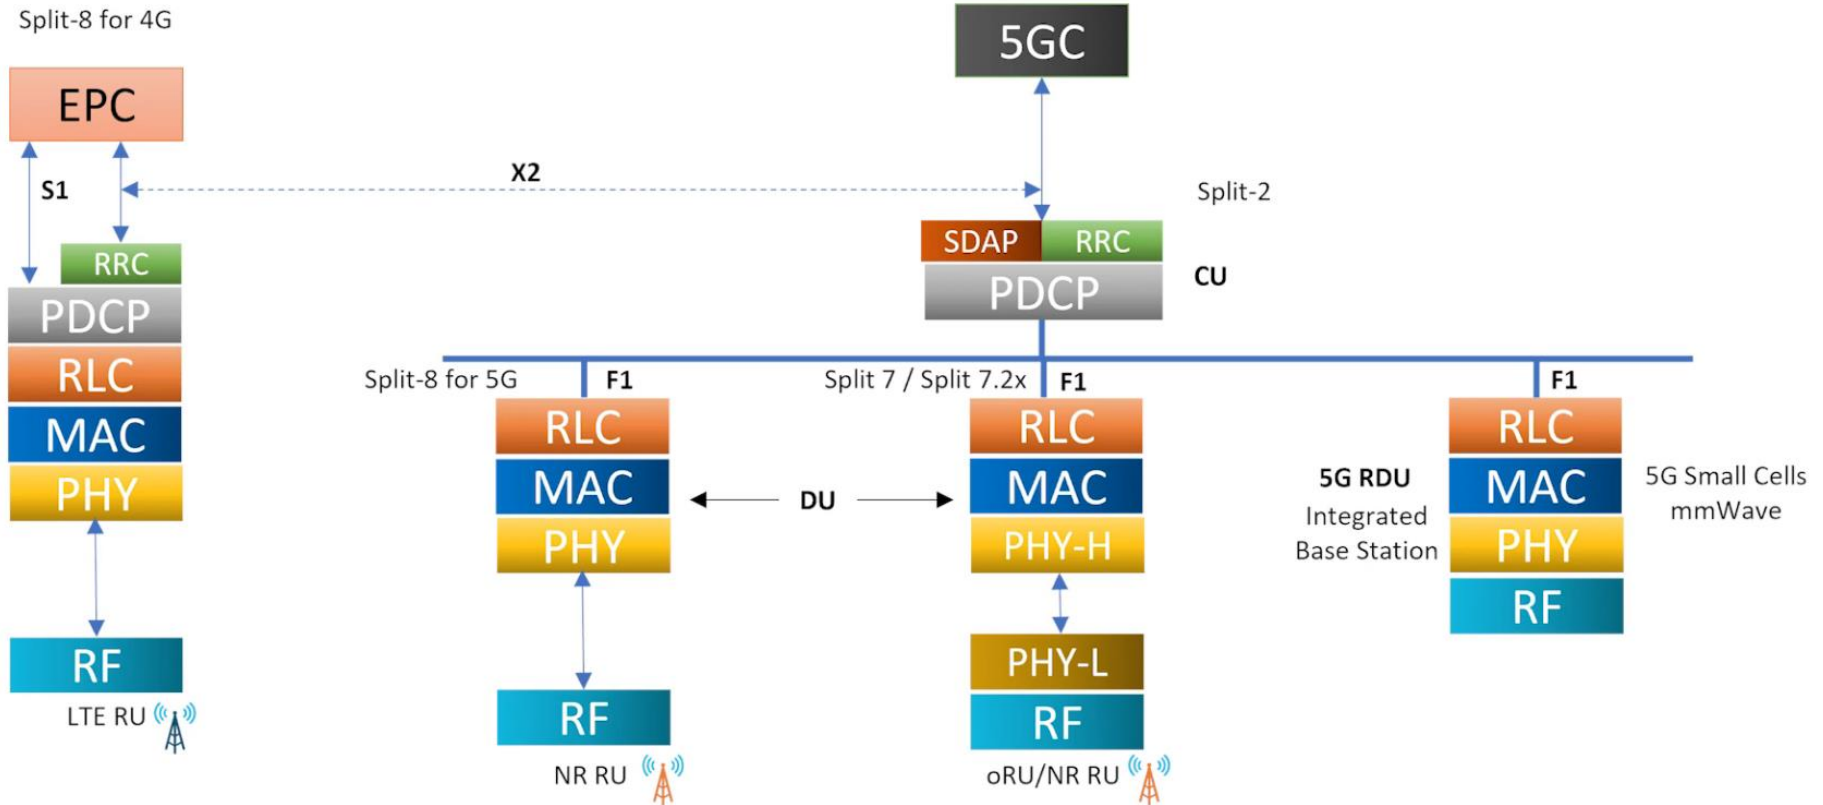 Split-8 for 4G
5GC
EPC
X2
S1
Split-2
SDAP
RRC
RRC
CU
PDCP
PDCP
RLC
Split-8 for 5G
F1
Split 7 / Split 7.2x
F1
F1
MAC
RLC
RLC
RLC
PHY
MAC
DU
MAC
5G RDU
Integrated
Base Station
MAC
5G Small Cells
mmWave
PHY
PHY-H
PHY
RF
PHY-L
RF
LTE RU
RF
RF
NR RU
oRU/NR RU